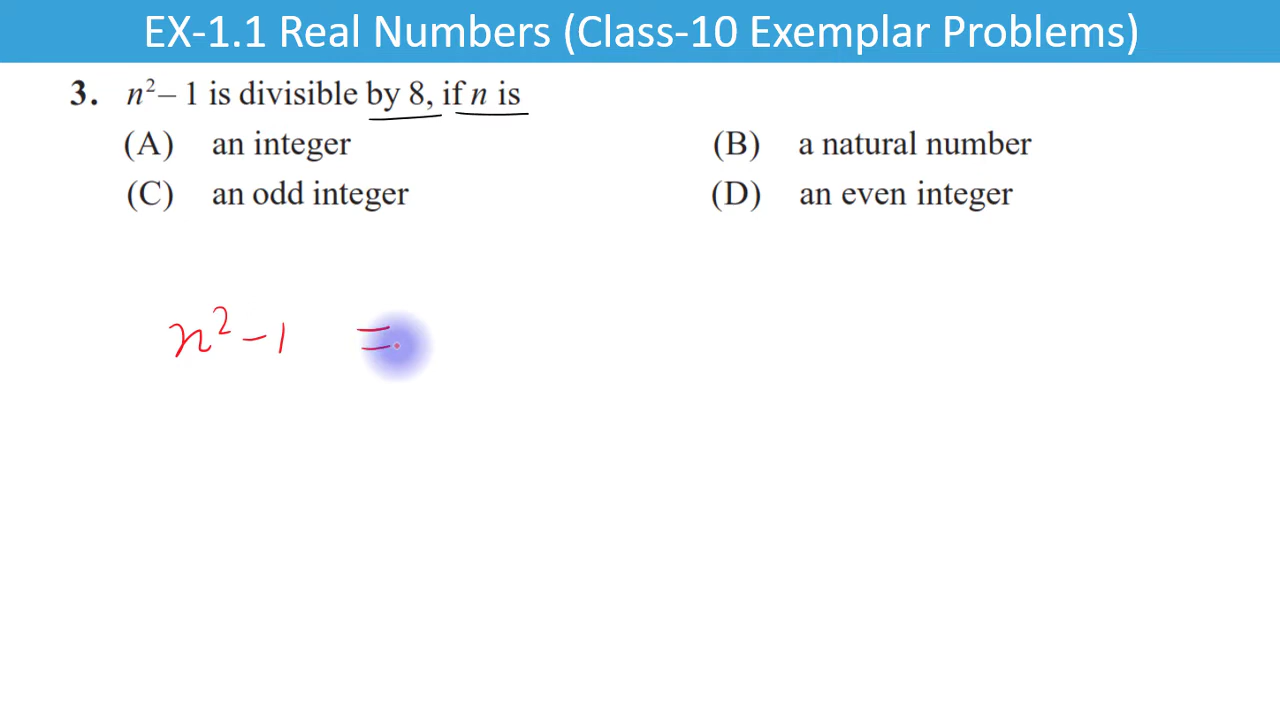 EX-1.1 Real Numbers (Class-10 Exemplar Problems)
3. n²– 1 is divisible by 8, if n is
(A) an integer (B) a natural number
(C) an odd integer (D) an even integer
n² - 1 =